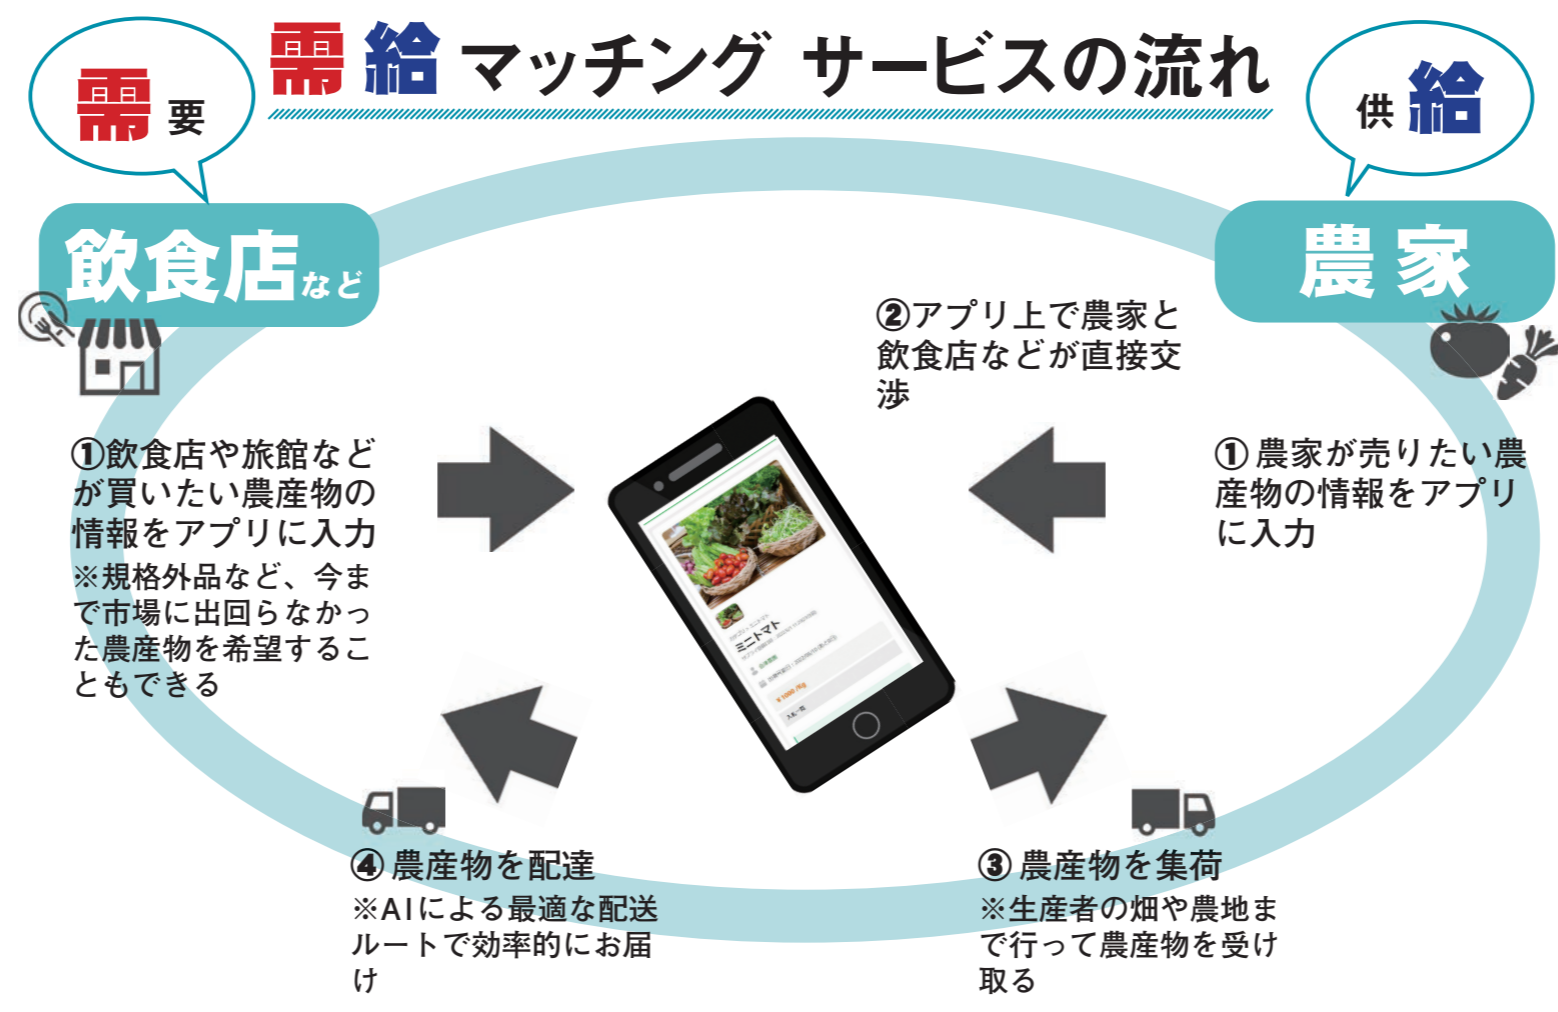 需給マッチング サービスの流れ
需要
供給
飲食店など
農家
①飲食店や旅館など
が買いたい農産物の
情報をアプリに入力
※規格外品など、今ま
で市場に出回らなかっ
た農産物を希望するこ
ともできる
②アプリ上で農家と
飲食店などが直接交
渉
①農家が売りたい農
産物の情報をアプリ
に入力
ミニトマト
¥1000 /Kg
入札一覧
④農産物を配達
※AIによる最適な配送
ルートで効率的にお届
け
③農産物を集荷
※生産者の畑や農地ま
で行って農産物を受け
取る